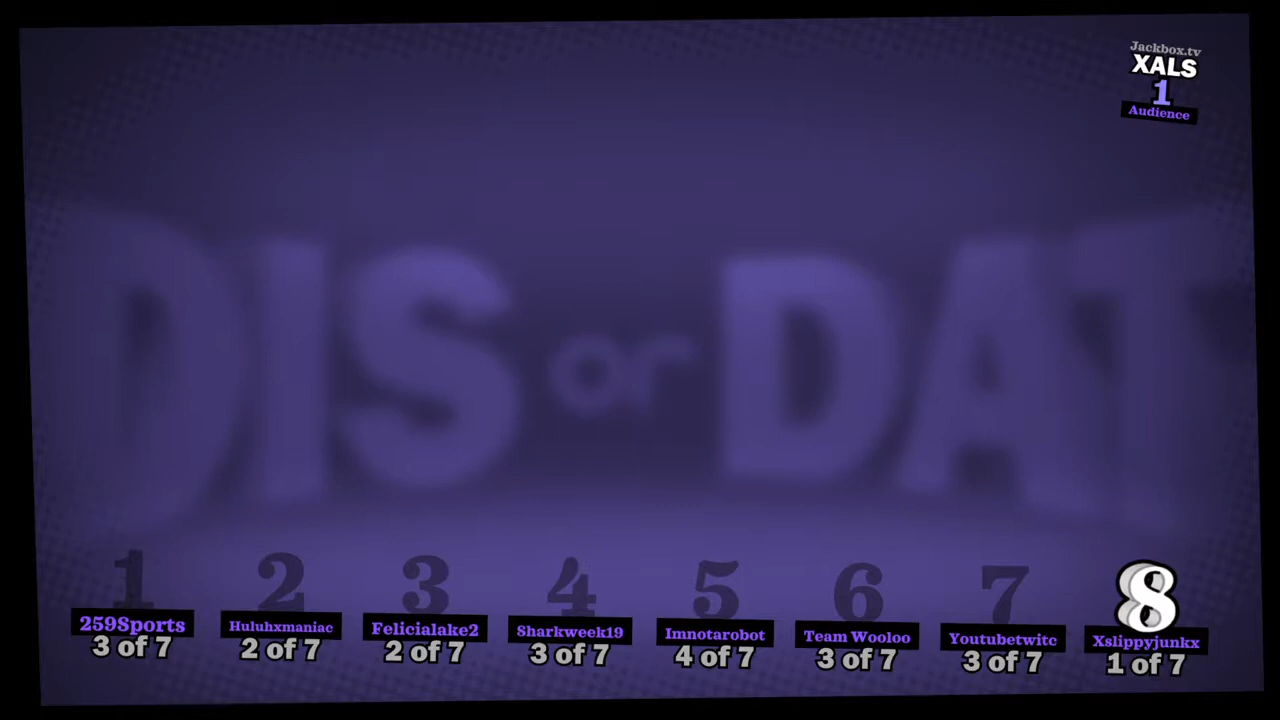 Jackbox.tv
XALS
1
Audience
DIS or DAT
1 2 3 4 5 6 7 8
259Sports Huluhxmaniac Felicialake2 Sharkweek19 Imnotarobot Team Wooloo Youtubetwitc Xslippyjunkx
3 of 7 2 of 7 2 of 7 3 of 7 4 of 7 3 of 7 3 of 7 1 of 7